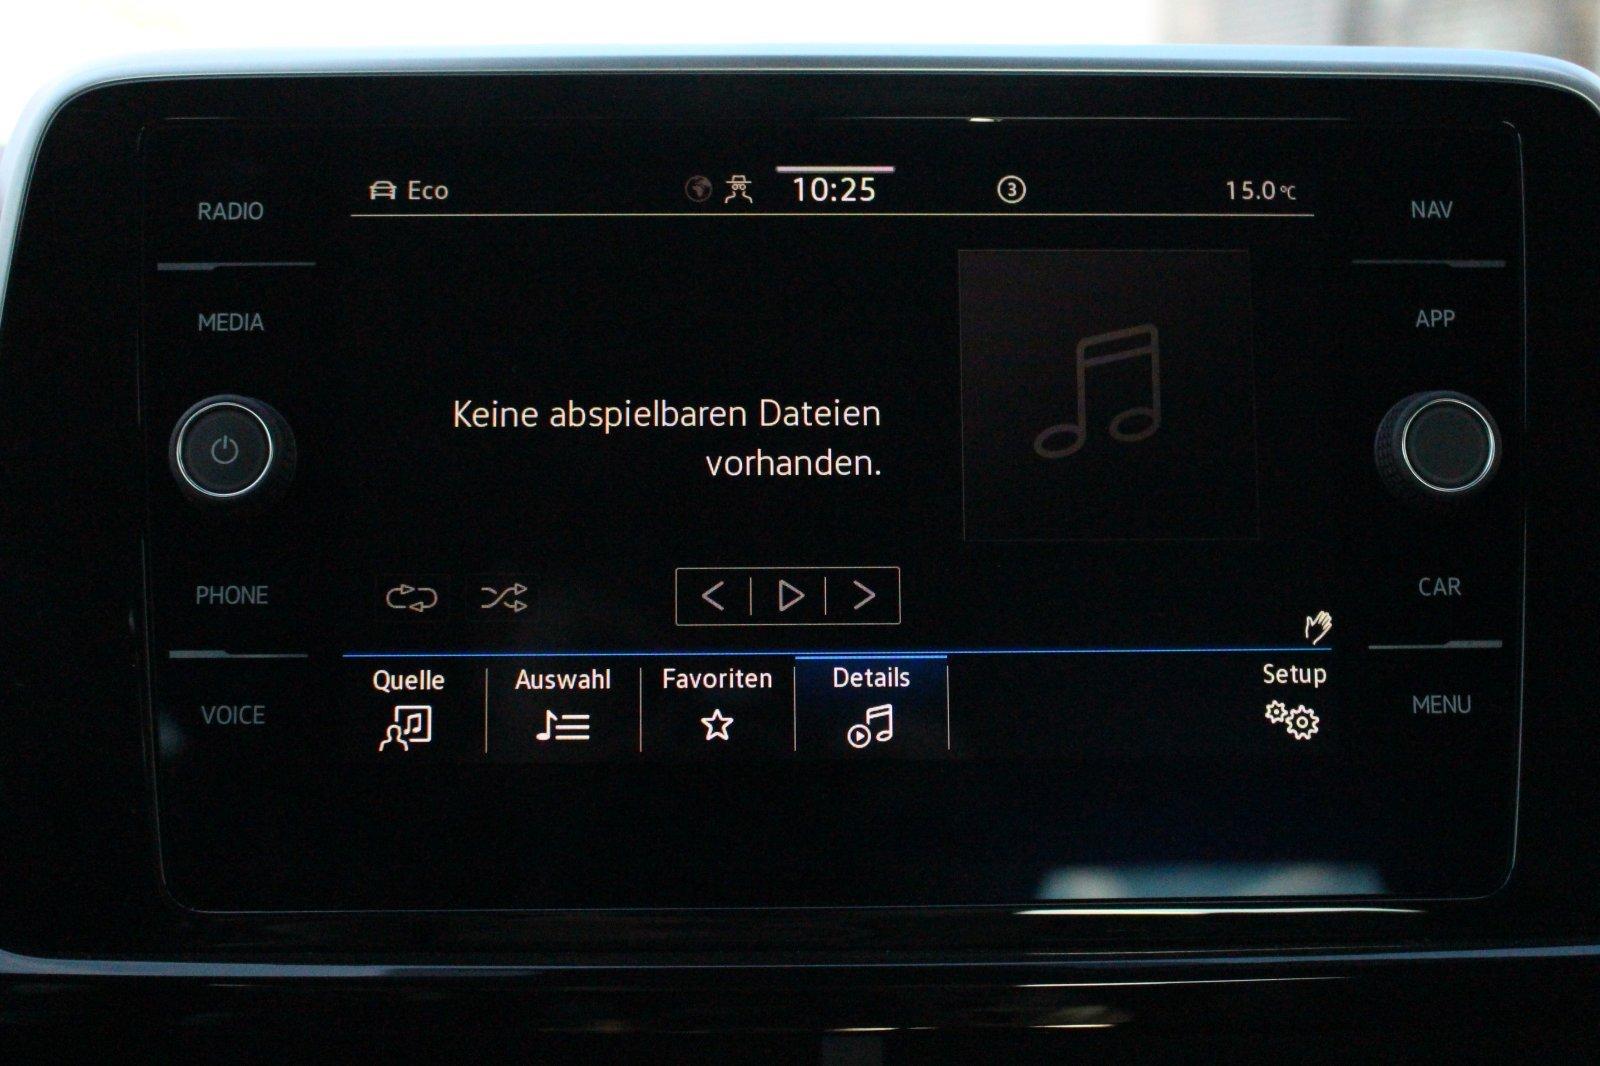 RADIO
Eco
10:25
3
15.0°C
NAV
MEDIA
APP
Keine abspielbaren Dateien
vorhanden.
PHONE
CAR
Quelle
Auswahl
Favoriten
Details
Setup
VOICE
MENU